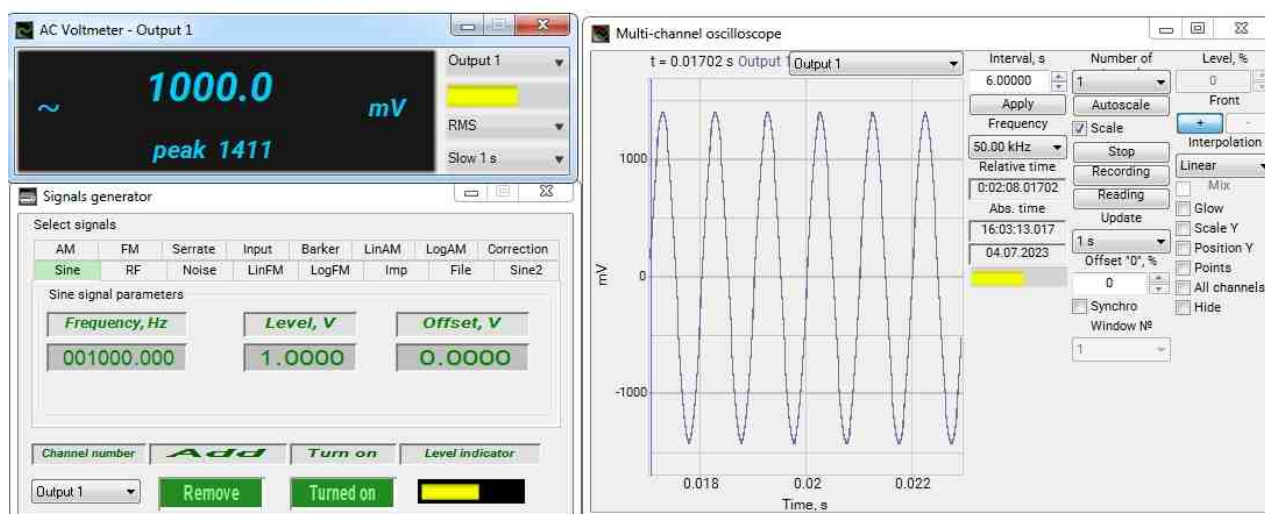 AC Voltmeter - Output 1
~ 1000.0 mV
peak 1411
Output 1
RMS
Slow 1 s
Signals generator
Select signals
AM FM Serrate Input Barker LinAM LogAM Correction
Sine RF Noise LinFM LogFM Imp File Sine2
Sine signal parameters
Frequency, Hz Level, V Offset, V
001000.000 1.0000 0.0000
Channel number Add Turn on Level indicator
Output 1 Remove Turned on
Multi-channel oscilloscope
t = 0.01702 s Output 1 Output 1
mV
1000
0
-1000
0.018 0.02 0.022
Time, s
Interval, s
6.00000
Apply
Frequency
50.00 kHz
Relative time
0:02:08.01702
Abs. time
16:03:13.017
04.07.2023
Number of
1
Autoscale
Scale
Stop
Recording
Reading
Update
1 s
Offset "0", %
0
Synchro
Window №
1
Level, %
0
Front
+ -
Interpolation
Linear
Mix
Glow
Scale Y
Position Y
Points
All channels
Hide